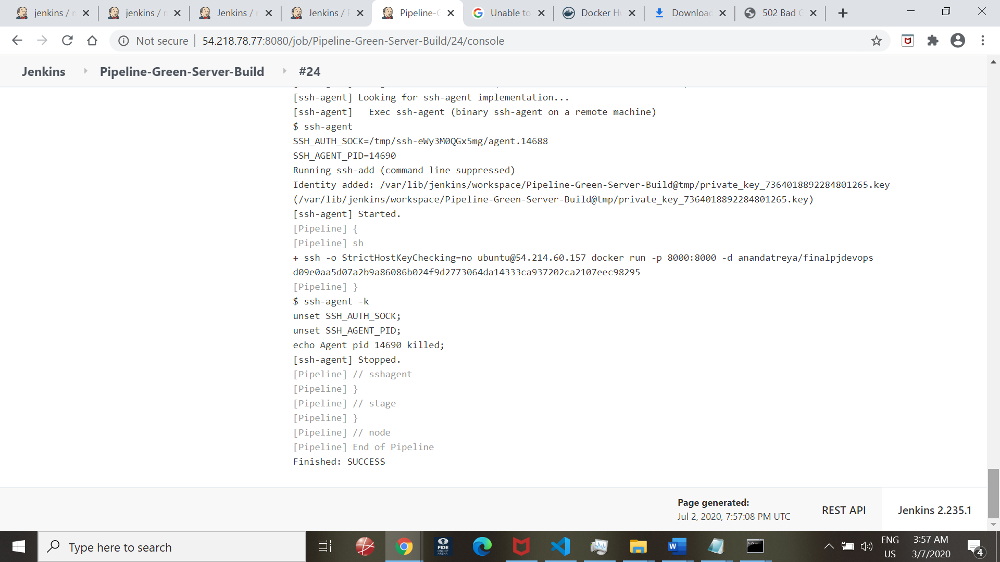 jenkins / n
jenkins / n
Jenkins / n
Jenkins / P
Pipeline-G
Unable to
Docker Hu
Download
502 Bad G
Not secure
54.218.78.77:8080/job/Pipeline-Green-Server-Build/24/console
Jenkins
Pipeline-Green-Server-Build
#24
[ssh-agent] Looking for ssh-agent implementation...
[ssh-agent]   Exec ssh-agent (binary ssh-agent on a remote machine)
$ ssh-agent
SSH_AUTH_SOCK=/tmp/ssh-eWy3M0QGx5mg/agent.14688
SSH_AGENT_PID=14690
Running ssh-add (command line suppressed)
Identity added: /var/lib/jenkins/workspace/Pipeline-Green-Server-Build@tmp/private_key_7364018892284801265.key
(/var/lib/jenkins/workspace/Pipeline-Green-Server-Build@tmp/private_key_7364018892284801265.key)
[ssh-agent] Started.
[Pipeline] {
[Pipeline] sh
+ ssh -o StrictHostKeyChecking=no ubuntu@54.214.60.157 docker run -p 8000:8000 -d anandatreya/finalpjdevops
d09e0aa5d07a2b9a86086b024f9d2773064da14333ca937202ca2107eec98295
[Pipeline] }
$ ssh-agent -k
unset SSH_AUTH_SOCK;
unset SSH_AGENT_PID;
echo Agent pid 14690 killed;
[ssh-agent] Stopped.
[Pipeline] // sshagent
[Pipeline] }
[Pipeline] // stage
[Pipeline] }
[Pipeline] // node
[Pipeline] End of Pipeline
Finished: SUCCESS
Page generated:
Jul 2, 2020, 7:57:08 PM UTC
REST API
Jenkins 2.235.1
Type here to search
FIDE
ONLINE
ARENA
ENG
US
3:57 AM
3/7/2020
4